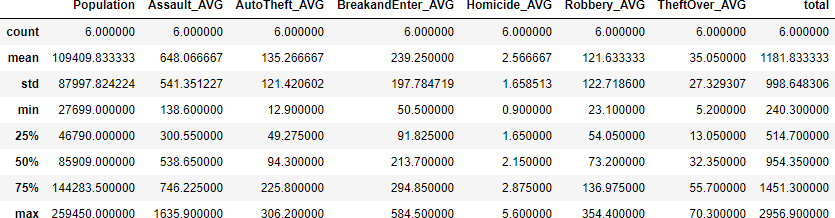 Population Assault_AVG AutoTheft_AVG BreakandEnter_AVG Homicide_AVG Robbery_AVG TheftOver_AVG total
count 6.000000 6.000000 6.000000 6.000000 6.000000 6.000000 6.000000 6.000000
mean 109409.833333 648.066667 135.266667 239.250000 2.566667 121.633333 35.050000 1181.833333
std 87997.824224 541.351227 121.420602 197.784719 1.658513 122.718600 27.329307 998.648306
min 27699.000000 138.600000 12.900000 50.500000 0.900000 23.100000 5.200000 240.300000
25% 46790.000000 300.550000 49.275000 91.825000 1.650000 54.050000 13.050000 514.700000
50% 85909.000000 538.650000 94.300000 213.700000 2.150000 73.200000 32.350000 954.350000
75% 144283.500000 746.225000 225.800000 294.850000 2.875000 136.975000 55.700000 1451.300000
max 259450.000000 1635.900000 306.200000 584.500000 5.600000 354.400000 70.300000 2956.900000